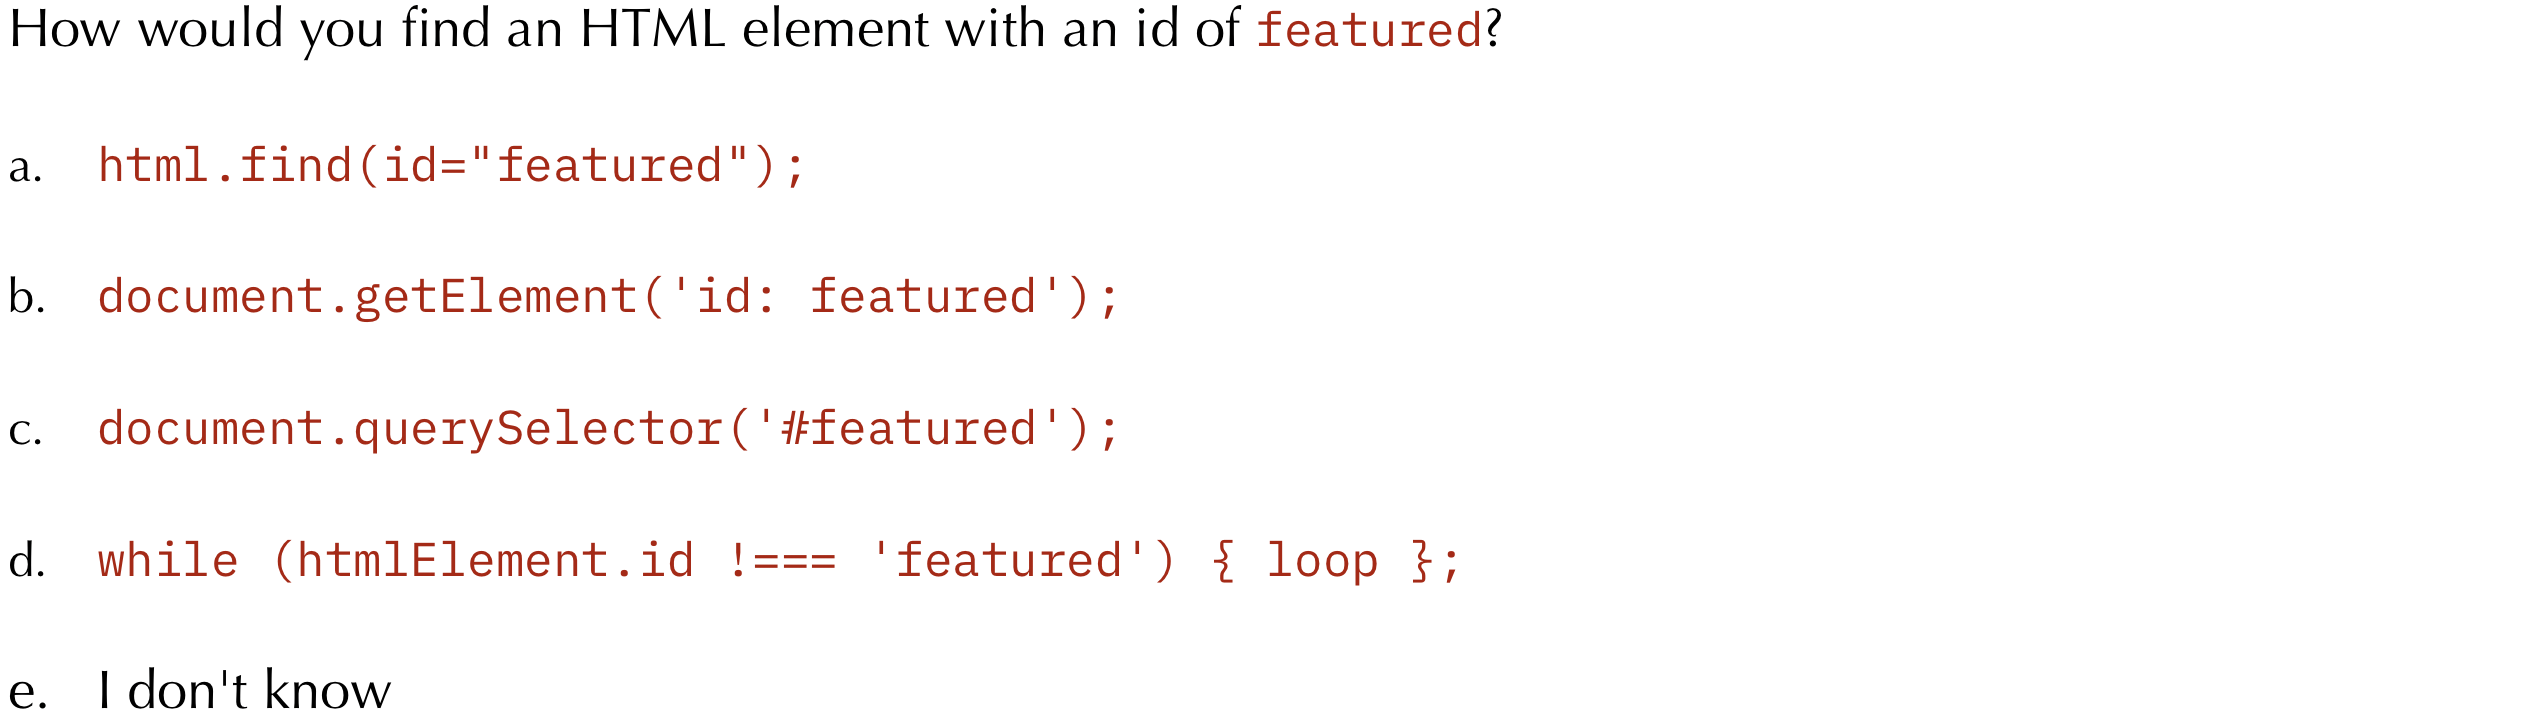 How would you find an HTML element with an id of featured?
a. html.find(id="featured");
b. document.getElement('id: featured');
c. document.querySelector('#featured');
d. while (htmlElement.id !=== 'featured') { loop };
e. I don't know